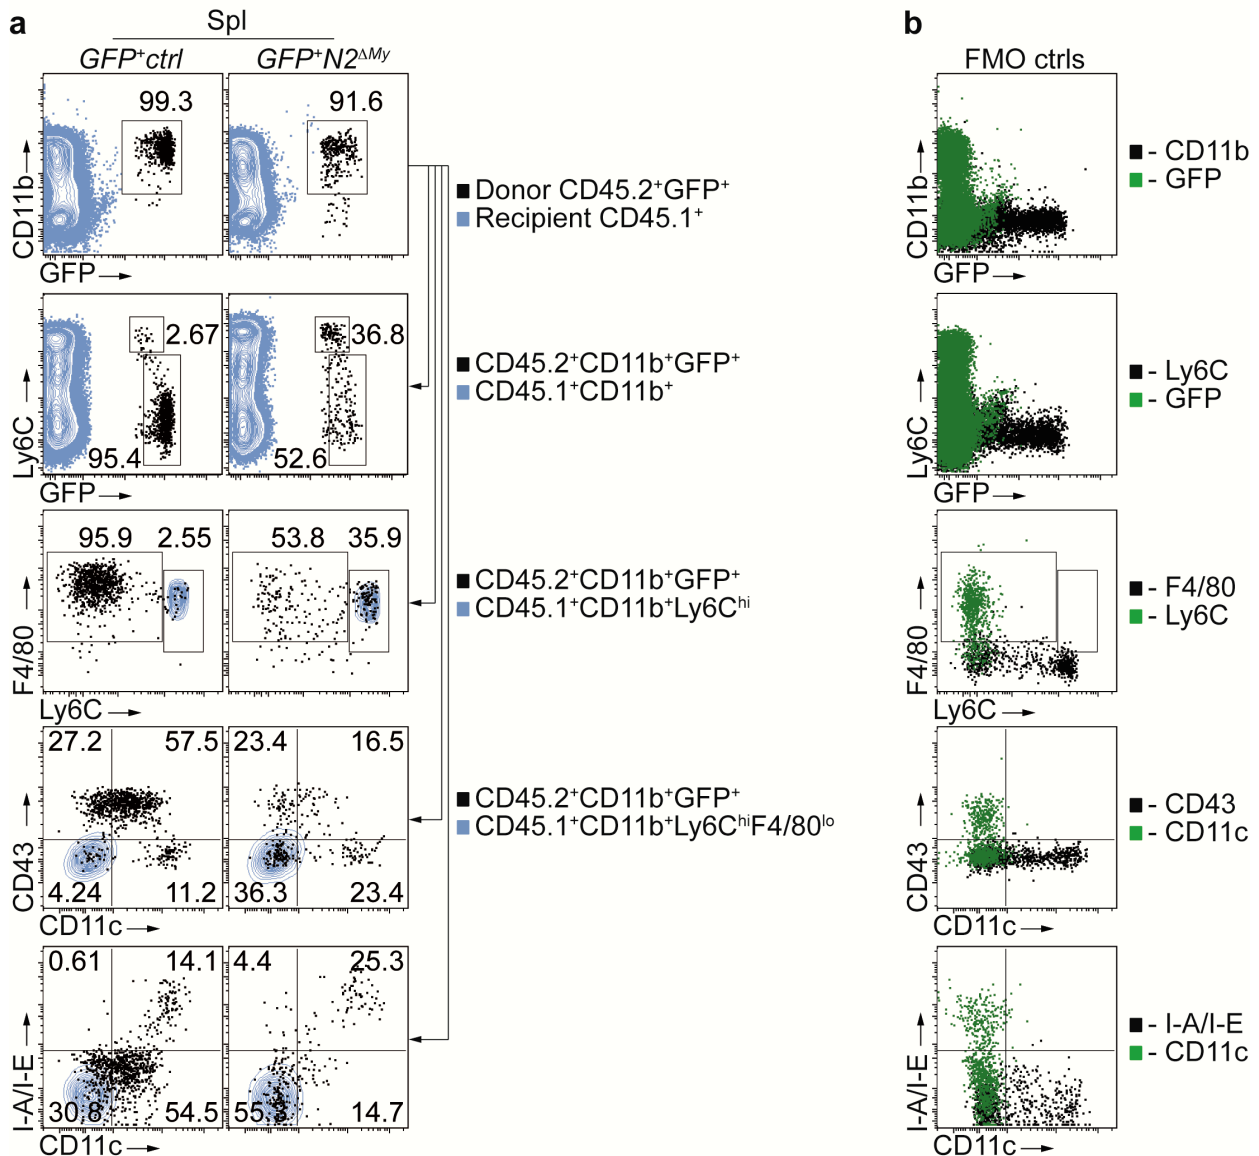 a
Spl
GFP⁺ctrl GFP⁺N2ΔMy
99.3 91.6
CD11b
GFP
Donor CD45.2⁺GFP⁺
Recipient CD45.1⁺
2.67 36.8
95.4 52.6
Ly6C
GFP
CD45.2⁺CD11b⁺GFP⁺
CD45.1⁺CD11b⁺
95.9 2.55 53.8 35.9
F4/80
Ly6C
CD45.2⁺CD11b⁺GFP⁺
CD45.1⁺CD11b⁺Ly6Cʰⁱ
27.2 57.5 23.4 16.5
4.24 11.2 36.3 23.4
CD43
CD11c
CD45.2⁺CD11b⁺GFP⁺
CD45.1⁺CD11b⁺Ly6CʰⁱF4/80ˡᵒ
0.61 14.1 4.4 25.3
30.8 54.5 55.3 14.7
I-A/I-E
CD11c
b
FMO ctrls
CD11b
GFP
- CD11b
- GFP
Ly6C
GFP
- Ly6C
- GFP
F4/80
Ly6C
- F4/80
- Ly6C
CD43
CD11c
- CD43
- CD11c
I-A/I-E
CD11c
- I-A/I-E
- CD11c